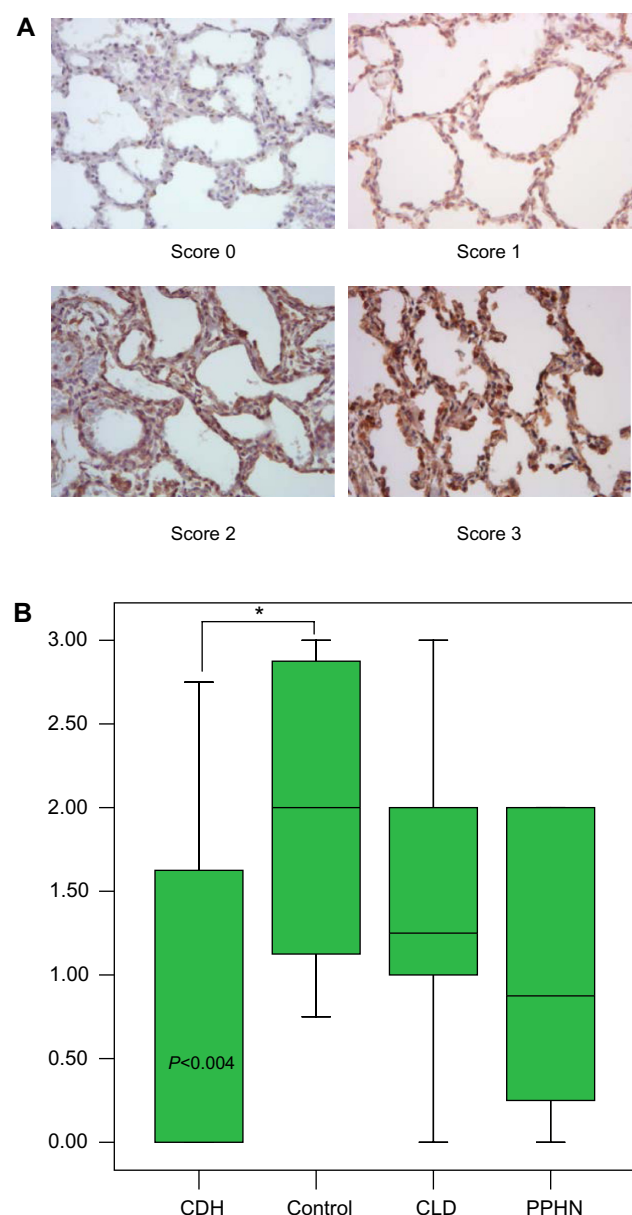 A
Score 0
Score 1
Score 2
Score 3
B
*
3.00
2.50
2.00
1.50
1.00
0.50
0.00
P<0.004
CDH
Control
CLD
PPHN